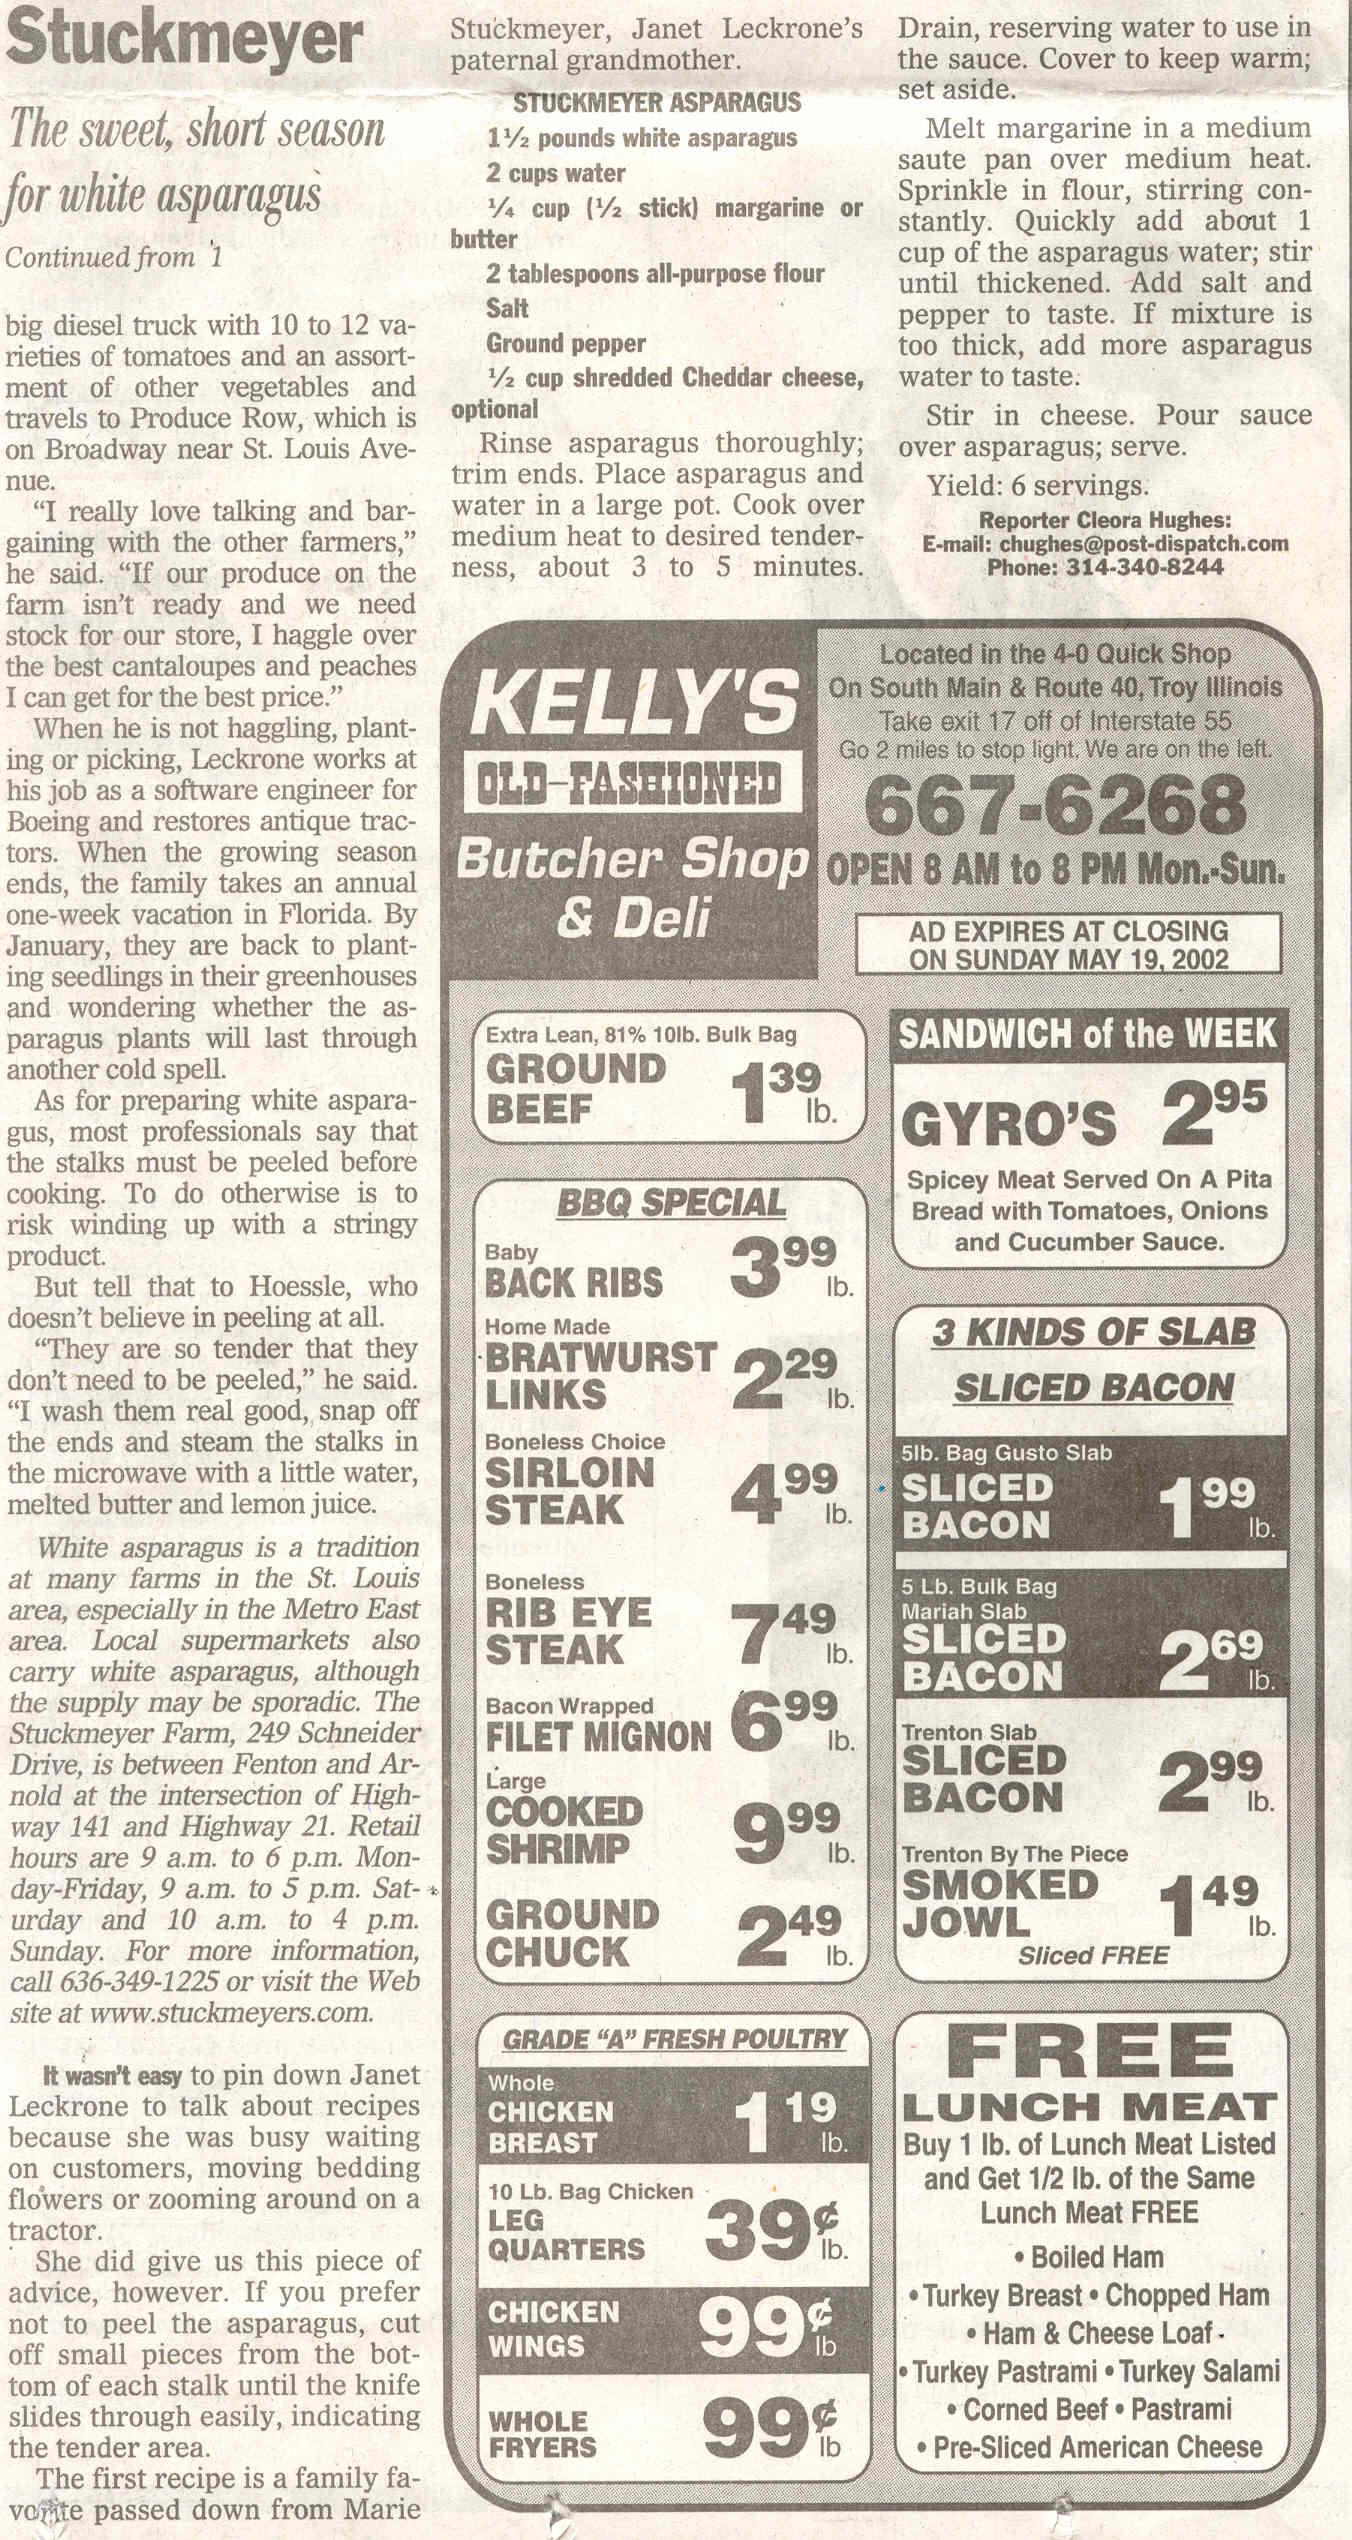 Stuckmeyer
The sweet, short season
for white asparagus
Continued from 1
big diesel truck with 10 to 12 va-
rieties of tomatoes and an assort-
ment of other vegetables and
travels to Produce Row, which is
on Broadway near St. Louis Ave-
nue.
“I really love talking and bar-
gaining with the other farmers,”
he said. “If our produce on the
farm isn’t ready and we need
stock for our store, I haggle over
the best cantaloupes and peaches
I can get for the best price.”
When he is not haggling, plant-
ing or picking, Leckrone works at
his job as a software engineer for
Boeing and restores antique trac-
tors. When the growing season
ends, the family takes an annual
one-week vacation in Florida. By
January, they are back to plant-
ing seedlings in their greenhouses
and wondering whether the as-
paragus plants will last through
another cold spell.
As for preparing white aspara-
gus, most professionals say that
the stalks must be peeled before
cooking. To do otherwise is to
risk winding up with a stringy
product.
But tell that to Hoessle, who
doesn’t believe in peeling at all.
“They are so tender that they
don’t need to be peeled,” he said.
“I wash them real good, snap off
the ends and steam the stalks in
the microwave with a little water,
melted butter and lemon juice.
White asparagus is a tradition
at many farms in the St. Louis
area, especially in the Metro East
area. Local supermarkets also
carry white asparagus, although
the supply may be sporadic. The
Stuckmeyer Farm, 249 Schneider
Drive, is between Fenton and Ar-
nold at the intersection of High-
way 141 and Highway 21. Retail
hours are 9 a.m. to 6 p.m. Mon-
day-Friday, 9 a.m. to 5 p.m. Sat-
urday and 10 a.m. to 4 p.m.
Sunday. For more information,
call 636-349-1225 or visit the Web
site at www.stuckmeyers.com.
It wasn’t easy to pin down Janet
Leckrone to talk about recipes
because she was busy waiting
on customers, moving bedding
flowers or zooming around on a
tractor.
She did give us this piece of
advice, however. If you prefer
not to peel the asparagus, cut
off small pieces from the bot-
tom of each stalk until the knife
slides through easily, indicating
the tender area.
The first recipe is a family fa-
vorite passed down from Marie
Stuckmeyer, Janet Leckrone’s
paternal grandmother.
STUCKMEYER ASPARAGUS
1½ pounds white asparagus
2 cups water
¼ cup (½ stick) margarine or
butter
2 tablespoons all-purpose flour
Salt
Ground pepper
½ cup shredded Cheddar cheese,
optional
Rinse asparagus thoroughly;
trim ends. Place asparagus and
water in a large pot. Cook over
medium heat to desired tender-
ness, about 3 to 5 minutes.
Drain, reserving water to use in
the sauce. Cover to keep warm;
set aside.
Melt margarine in a medium
saute pan over medium heat.
Sprinkle in flour, stirring con-
stantly. Quickly add about 1
cup of the asparagus water; stir
until thickened. Add salt and
pepper to taste. If mixture is
too thick, add more asparagus
water to taste.
Stir in cheese. Pour sauce
over asparagus; serve.
Yield: 6 servings.
Reporter Cleora Hughes:
E-mail: chughes@post-dispatch.com
Phone: 314-340-8244
KELLY'S
OLD-FASHIONED
Butcher Shop
& Deli
Located in the 4-0 Quick Shop
On South Main & Route 40, Troy Illinois
Take exit 17 off of Interstate 55
Go 2 miles to stop light. We are on the left.
667-6268
OPEN 8 AM to 8 PM Mon.-Sun.
AD EXPIRES AT CLOSING
ON SUNDAY MAY 19, 2002
Extra Lean, 81% 10lb. Bulk Bag
GROUND
BEEF 1 39 lb.
BBQ SPECIAL
Baby
BACK RIBS 3 99 lb.
Home Made
BRATWURST
LINKS 2 29 lb.
Boneless Choice
SIRLOIN
STEAK 4 99 lb.
Boneless
RIB EYE
STEAK 7 49 lb.
Bacon Wrapped
FILET MIGNON 6 99 lb.
Large
COOKED
SHRIMP 9 99 lb.
GROUND
CHUCK 2 49 lb.
GRADE “A” FRESH POULTRY
Whole
CHICKEN
BREAST 1 19 lb.
10 Lb. Bag Chicken
LEG
QUARTERS 39¢ lb.
CHICKEN
WINGS 99¢ lb
WHOLE
FRYERS 99¢ lb
SANDWICH of the WEEK
GYRO'S 2 95
Spicey Meat Served On A Pita
Bread with Tomatoes, Onions
and Cucumber Sauce.
3 KINDS OF SLAB
SLICED BACON
5lb. Bag Gusto Slab
SLICED
BACON 1 99 lb.
5 Lb. Bulk Bag
Mariah Slab
SLICED
BACON 2 69 lb.
Trenton Slab
SLICED
BACON 2 99 lb.
Trenton By The Piece
SMOKED
JOWL 1 49 lb.
Sliced FREE
FREE
LUNCH MEAT
Buy 1 lb. of Lunch Meat Listed
and Get 1/2 lb. of the Same
Lunch Meat FREE
• Boiled Ham
• Turkey Breast • Chopped Ham
• Ham & Cheese Loaf
• Turkey Pastrami • Turkey Salami
• Corned Beef • Pastrami
• Pre-Sliced American Cheese